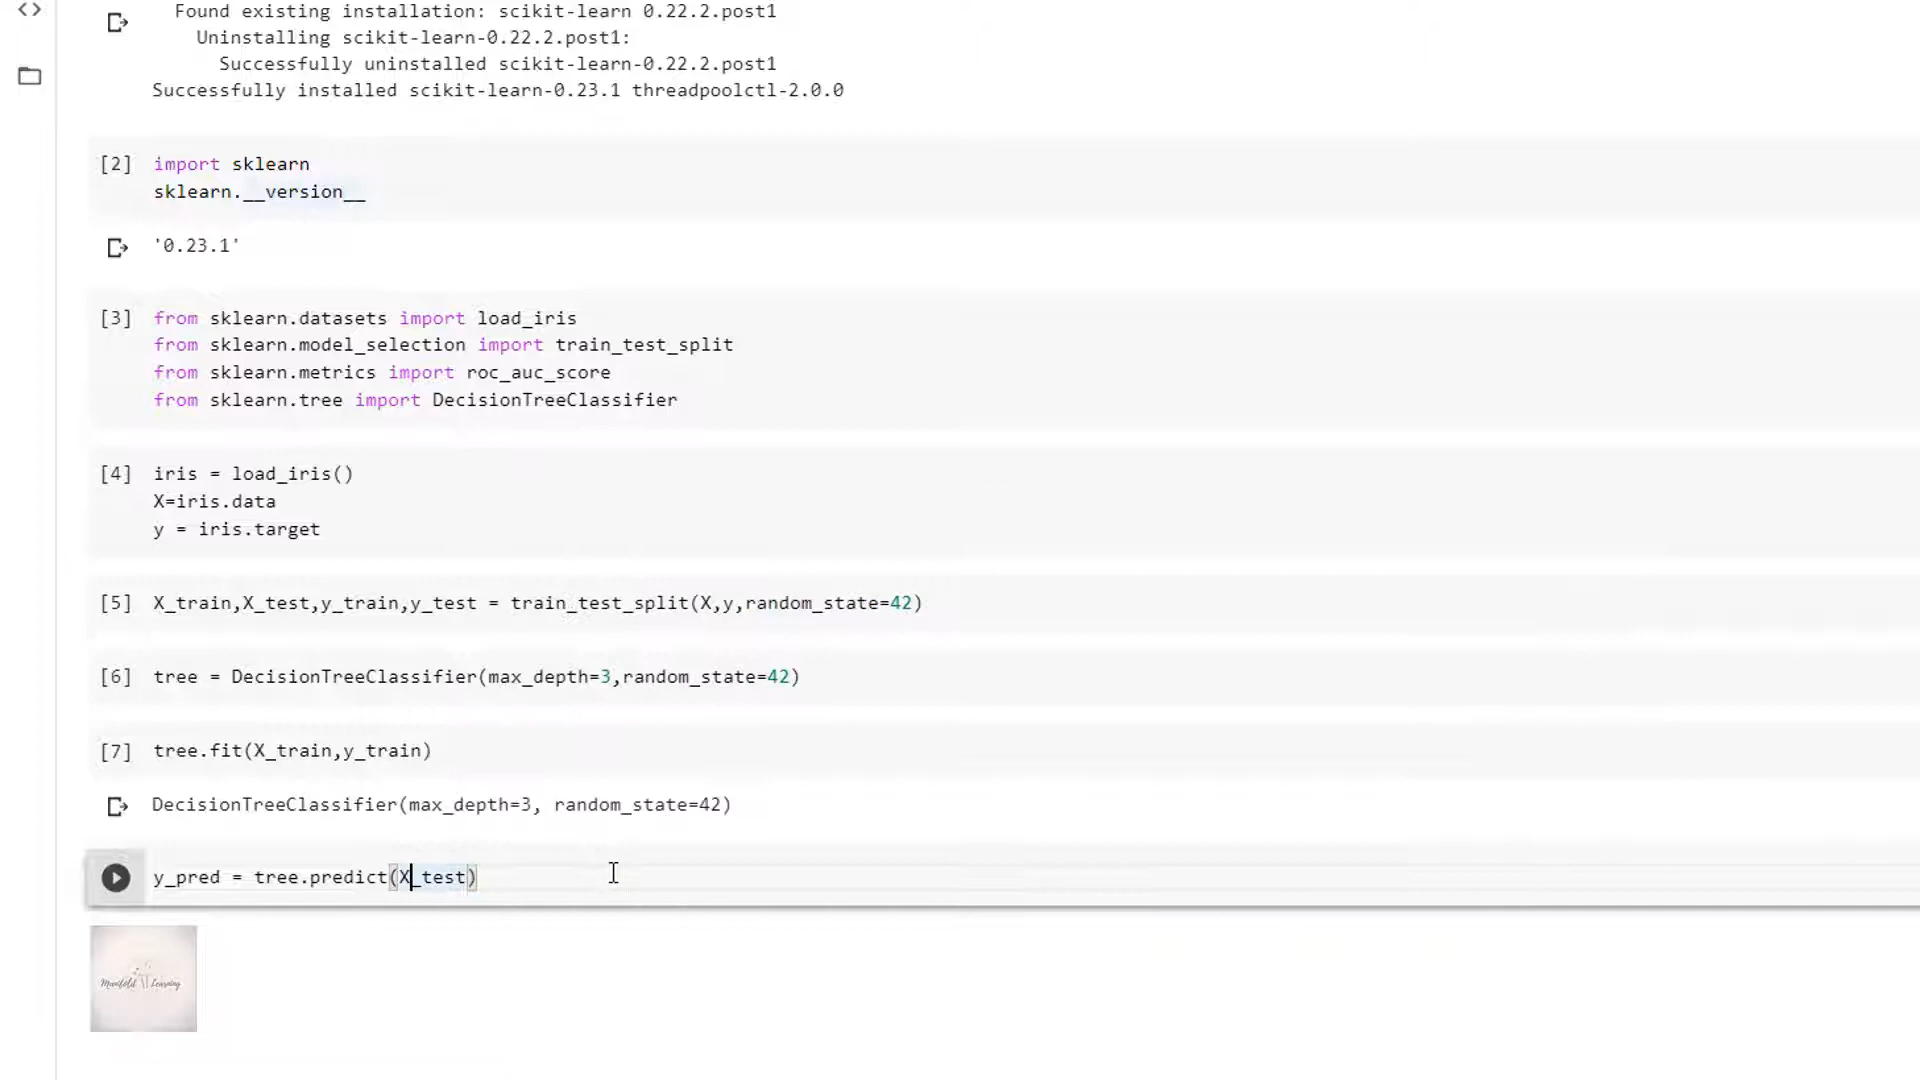 Found existing installation: scikit-learn 0.22.2.post1
Uninstalling scikit-learn-0.22.2.post1:
Successfully uninstalled scikit-learn-0.22.2.post1
Successfully installed scikit-learn-0.23.1 threadpoolctl-2.0.0
[2] import sklearn
sklearn.__version__
'0.23.1'
[3] from sklearn.datasets import load_iris
from sklearn.model_selection import train_test_split
from sklearn.metrics import roc_auc_score
from sklearn.tree import DecisionTreeClassifier
[4] iris = load_iris()
X=iris.data
y = iris.target
[5] X_train,X_test,y_train,y_test = train_test_split(X,y,random_state=42)
[6] tree = DecisionTreeClassifier(max_depth=3,random_state=42)
[7] tree.fit(X_train,y_train)
DecisionTreeClassifier(max_depth=3, random_state=42)
y_pred = tree.predict(X_test)
Manifold Learning